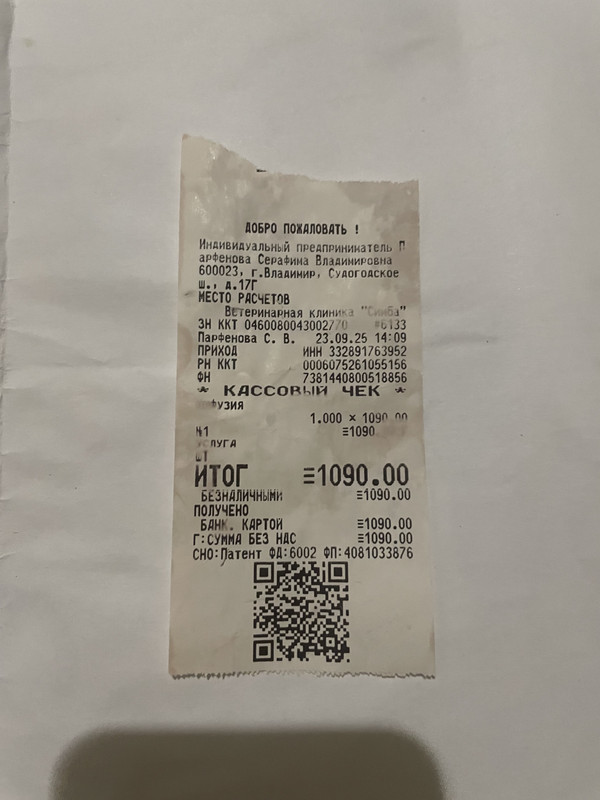 ДОБРО ПОЖАЛОВАТЬ !
Индивидуальный предприниматель П
арфенова Серафима Владимировна
600023, г.Владимир, Судогодское
ш., д.17Г
МЕСТО РАСЧЕТОВ
Ветеринарная клиника "Симба"
ЗН ККТ 0460080043002770 #6133
Парфенова С. В. 23.09.25 14:09
ПРИХОД ИНН 332891763952
РН ККТ 0006075261055156
ФН 7381440800518856
* КАССОВЫЙ ЧЕК *
1.000 × 1090.00
№1 ≡1090
УСЛУГА
ИТОГ ≡1090.00
БЕЗНАЛИЧНЫМИ ≡1090.00
ПОЛУЧЕНО
БАНК. КАРТОЙ ≡1090.00
Г:СУММА БЕЗ НДС ≡1090.00
СНО:Патент ФД:6002 ФП:4081033876